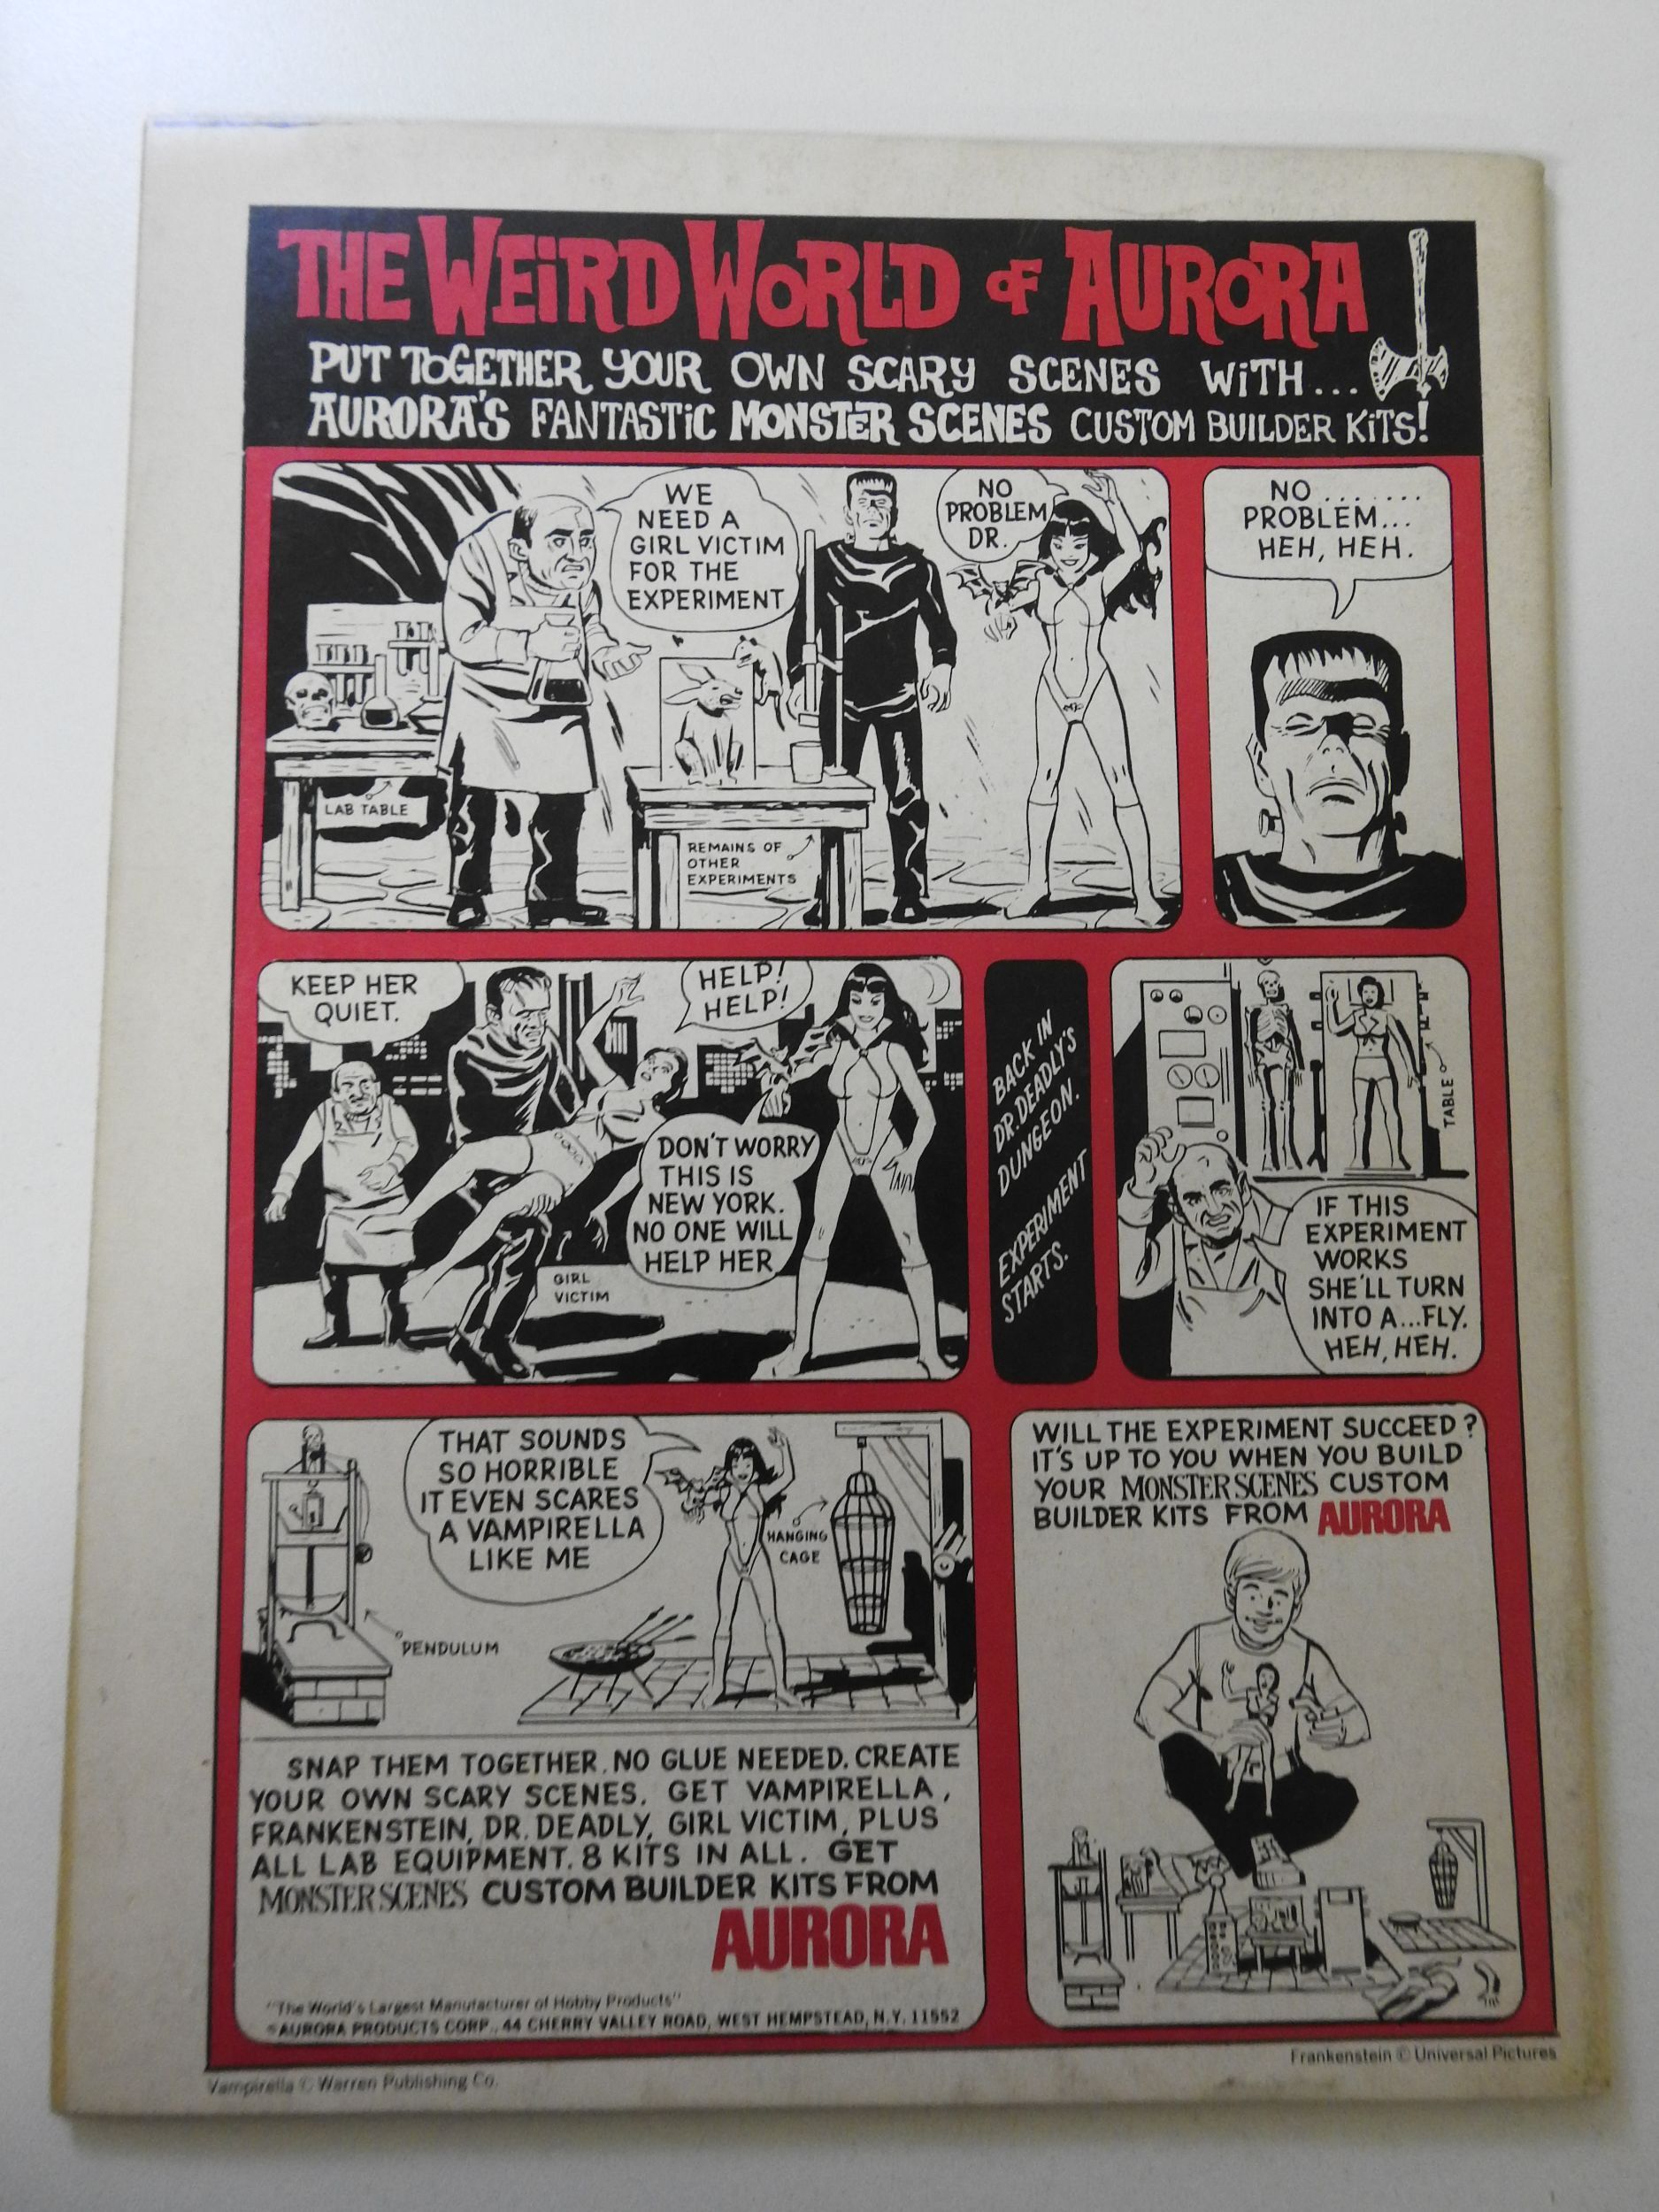 THE WEIRD WORLD OF AURORA
PUT TOGETHER YOUR OWN SCARY SCENES WITH...
AURORA'S FANTASTIC MONSTER SCENES CUSTOM BUILDER KITS!
WE
NEED A
GIRL VICTIM
FOR THE
EXPERIMENT
NO
PROBLEM
DR.
LAB TABLE
REMAINS OF
OTHER
EXPERIMENTS
NO .......
PROBLEM...
HEH, HEH.
KEEP HER
QUIET.
HELP!
HELP!
DON'T WORRY
THIS IS
NEW YORK.
NO ONE WILL
HELP HER
GIRL
VICTIM
BACK IN
DR. DEADLY'S
DUNGEON.
EXPERIMENT
STARTS.
TABLE
IF THIS
EXPERIMENT
WORKS
SHE'LL TURN
INTO A...FLY.
HEH, HEH.
THAT SOUNDS
SO HORRIBLE
IT EVEN SCARES
A VAMPIRELLA
LIKE ME
HANGING
CAGE
PENDULUM
SNAP THEM TOGETHER. NO GLUE NEEDED. CREATE
YOUR OWN SCARY SCENES. GET VAMPIRELLA,
FRANKENSTEIN, DR. DEADLY, GIRL VICTIM, PLUS
ALL LAB EQUIPMENT. 8 KITS IN ALL. GET
MONSTER SCENES CUSTOM BUILDER KITS FROM
AURORA
"The World's Largest Manufacturer of Hobby Products"
©AURORA PRODUCTS CORP., 44 CHERRY VALLEY ROAD, WEST HEMPSTEAD, N.Y. 11552
WILL THE EXPERIMENT SUCCEED?
IT'S UP TO YOU WHEN YOU BUILD
YOUR MONSTER SCENES CUSTOM
BUILDER KITS FROM AURORA
Vampirella © Warren Publishing Co.
Frankenstein © Universal Pictures